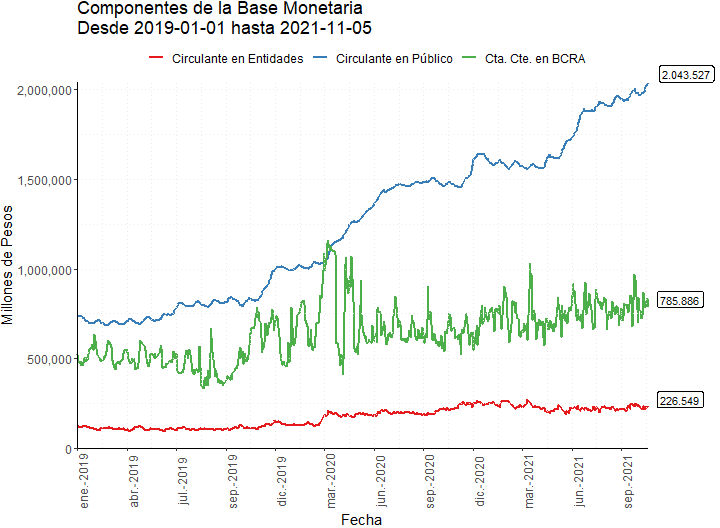 Componentes de la Base Monetaria
Desde 2019-01-01 hasta 2021-11-05
Circulante en Entidades
Circulante en Público
Cta. Cte. en BCRA
Millones de Pesos
2,000,000
1,500,000
1,000,000
500,000
0
2.043.527
785.886
226.549
ene.-2019
abr.-2019
jul.-2019
sep.-2019
dic.-2019
mar.-2020
jun.-2020
sep.-2020
dic.-2020
mar.-2021
jun.-2021
sep.-2021
Fecha